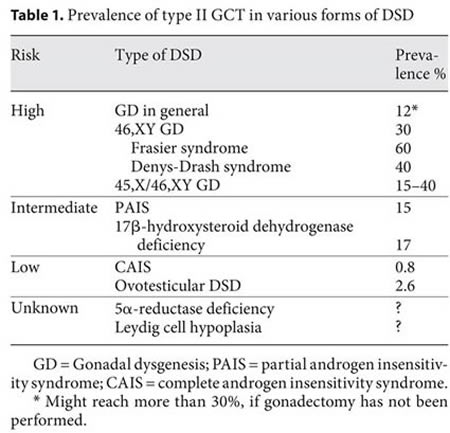 Table 1. Prevalence of type II GCT in various forms of DSD
Risk Type of DSD Preva-
lence %
High GD in general 12*
46,XY GD 30
Frasier syndrome 60
Denys-Drash syndrome 40
45,X/46,XY GD 15–40
Intermediate PAIS 15
17β-hydroxysteroid dehydrogenase
deficiency 17
Low CAIS 0.8
Ovotesticular DSD 2.6
Unknown 5α-reductase deficiency ?
Leydig cell hypoplasia ?
GD = Gonadal dysgenesis; PAIS = partial androgen insensitiv-
ity syndrome; CAIS = complete androgen insensitivity syndrome.
* Might reach more than 30%, if gonadectomy has not been
performed.